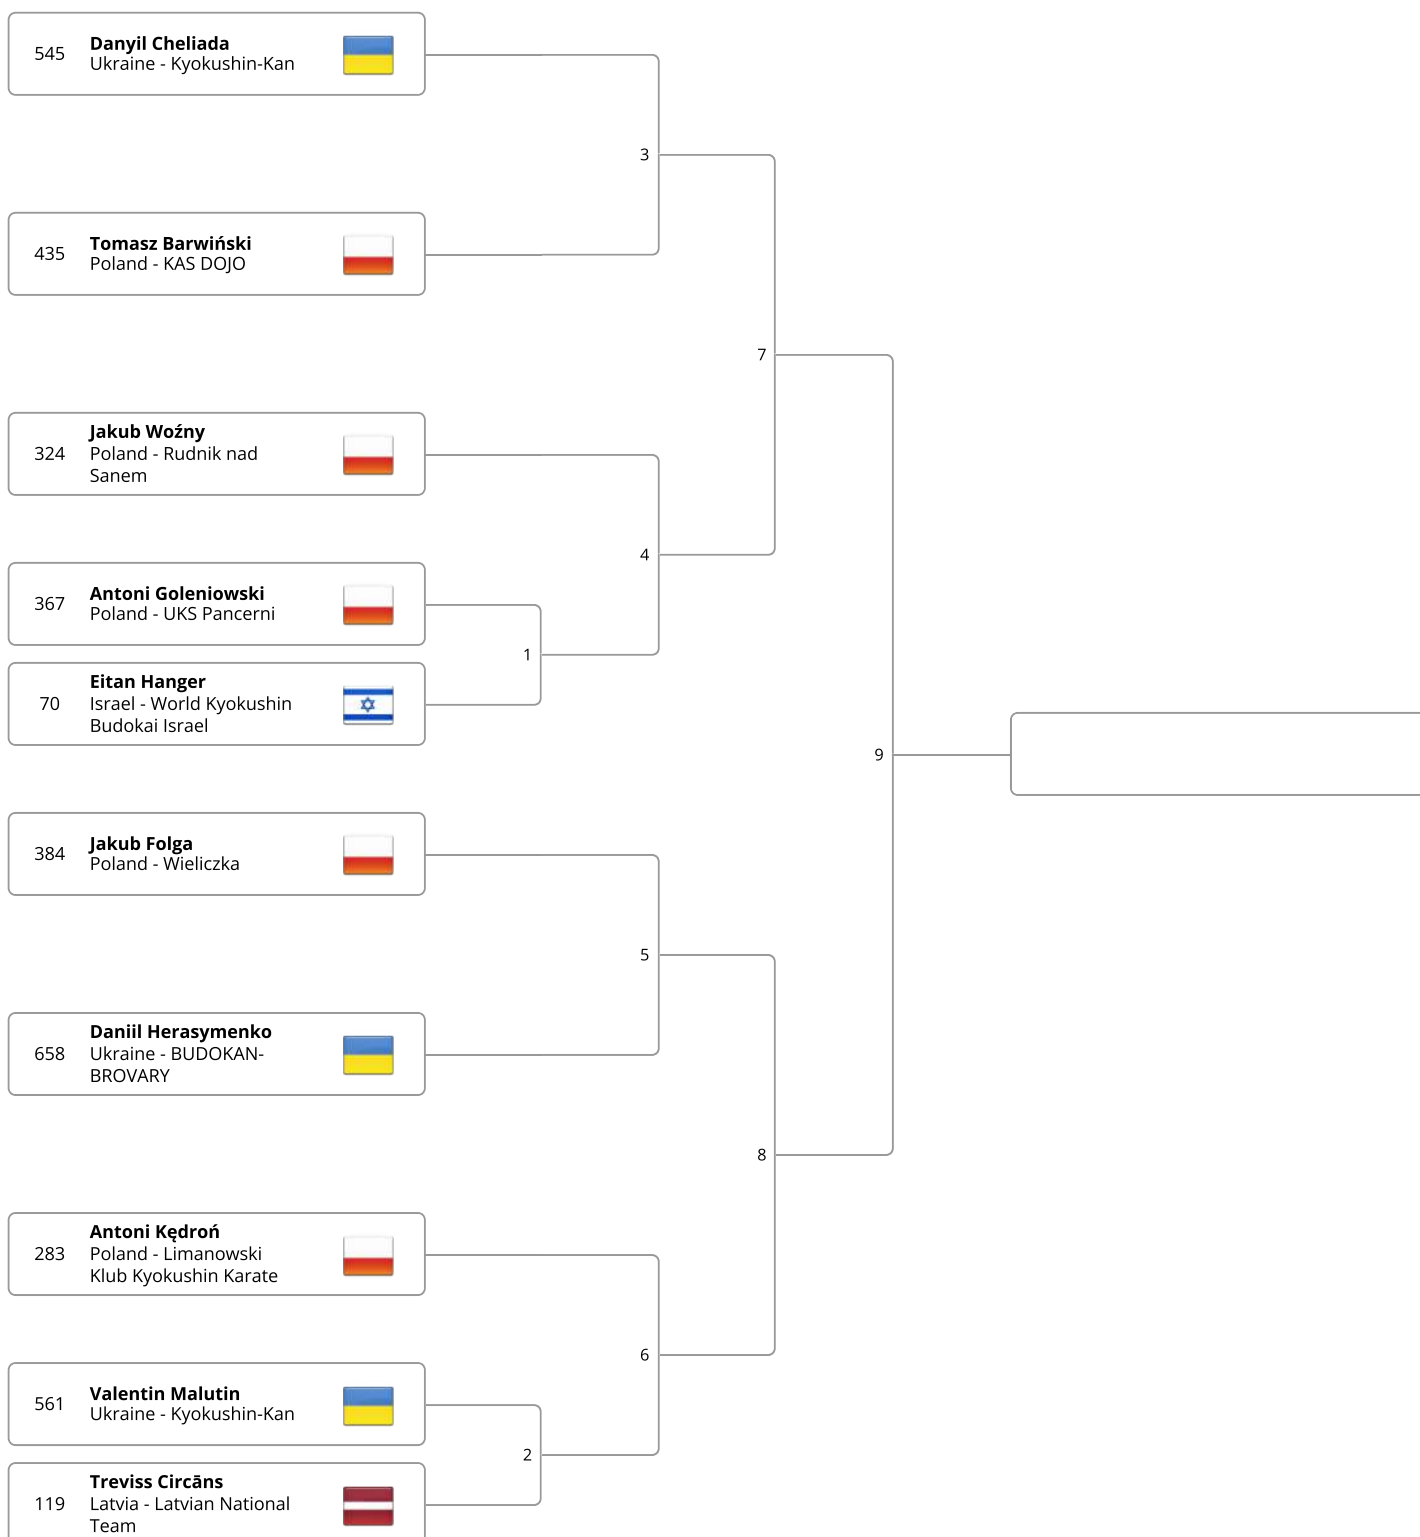 545
Danyil Cheliada
Ukraine - Kyokushin-Kan
3
435
Tomasz Barwiński
Poland - KAS DOJO
7
324
Jakub Woźny
Poland - Rudnik nad
Sanem
4
367
Antoni Goleniowski
Poland - UKS Pancerni
1
70
Eitan Hanger
Israel - World Kyokushin
Budokai Israel
9
384
Jakub Folga
Poland - Wieliczka
5
658
Daniil Herasymenko
Ukraine - BUDOKAN-
BROVARY
8
283
Antoni Kędroń
Poland - Limanowski
Klub Kyokushin Karate
6
561
Valentin Malutin
Ukraine - Kyokushin-Kan
2
119
Treviss Circāns
Latvia - Latvian National
Team